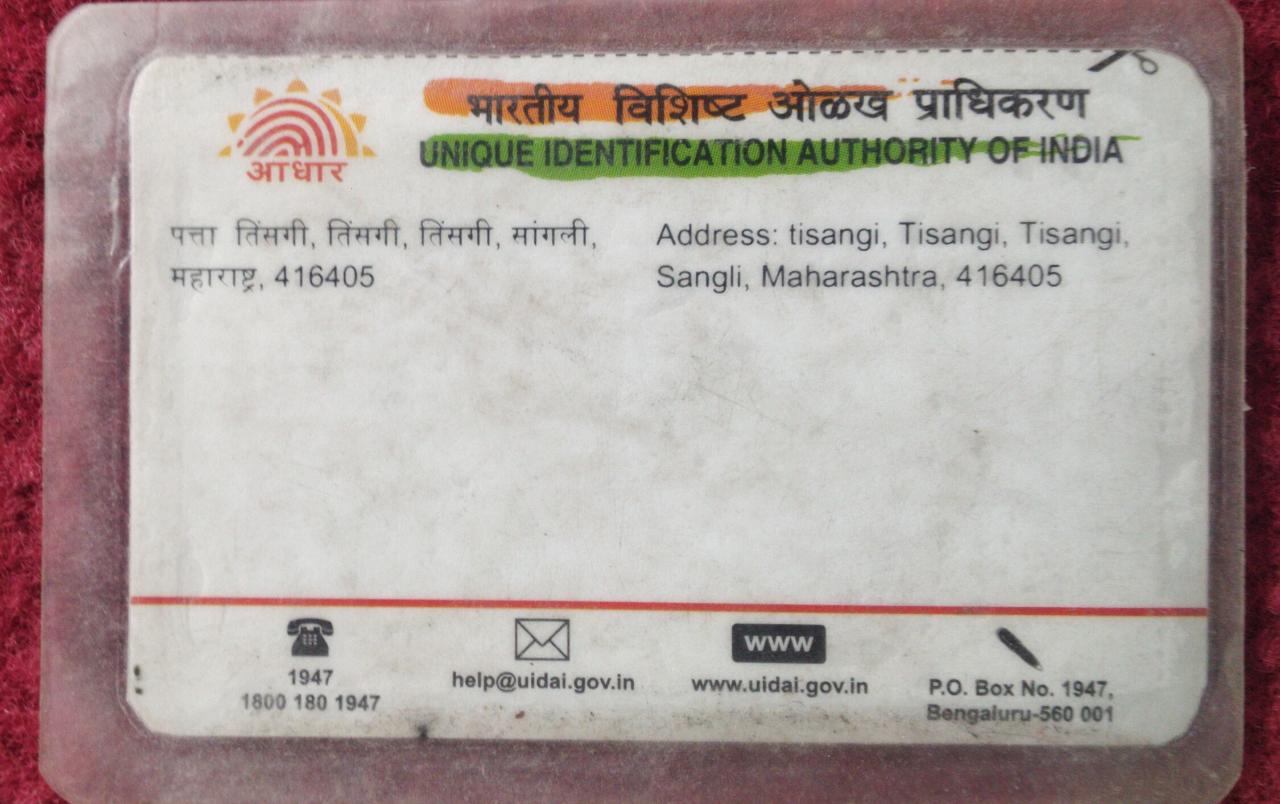 भारतीय विशिष्ट ओळख प्राधिकरण
UNIQUE IDENTIFICATION AUTHORITY OF INDIA
आधार
पत्ता तिंसगी, तिंसगी, तिंसगी, सांगली,
महाराष्ट्र, 416405
Address: tisangi, Tisangi, Tisangi,
Sangli, Maharashtra, 416405
1947
1800 180 1947
help@uidai.gov.in
www
www.uidai.gov.in
P.O. Box No. 1947,
Bengaluru-560 001